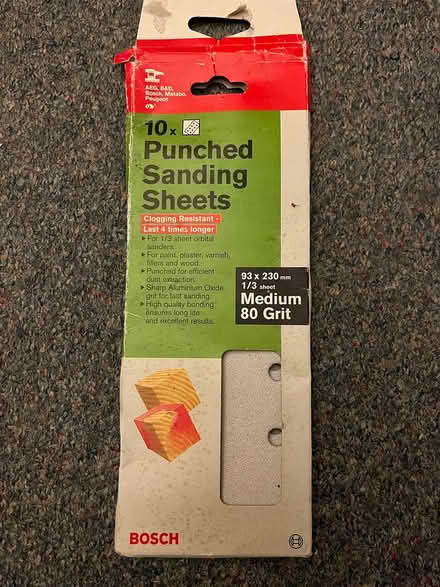 AEG, B&D,
Bosch, Metabo,
Peugeot
10x
Punched
Sanding
Sheets
Clogging Resistant -
Last 4 times longer
For 1/3 sheet orbital
sanders.
For paint, plaster, varnish,
fillers and wood.
Punched for efficient
dust extraction.
Sharp Aluminium Oxide
grit for fast sanding.
High quality bonding
ensures long life
and excellent results.
93 x 230 mm
1/3 sheet
Medium
80 Grit
BOSCH